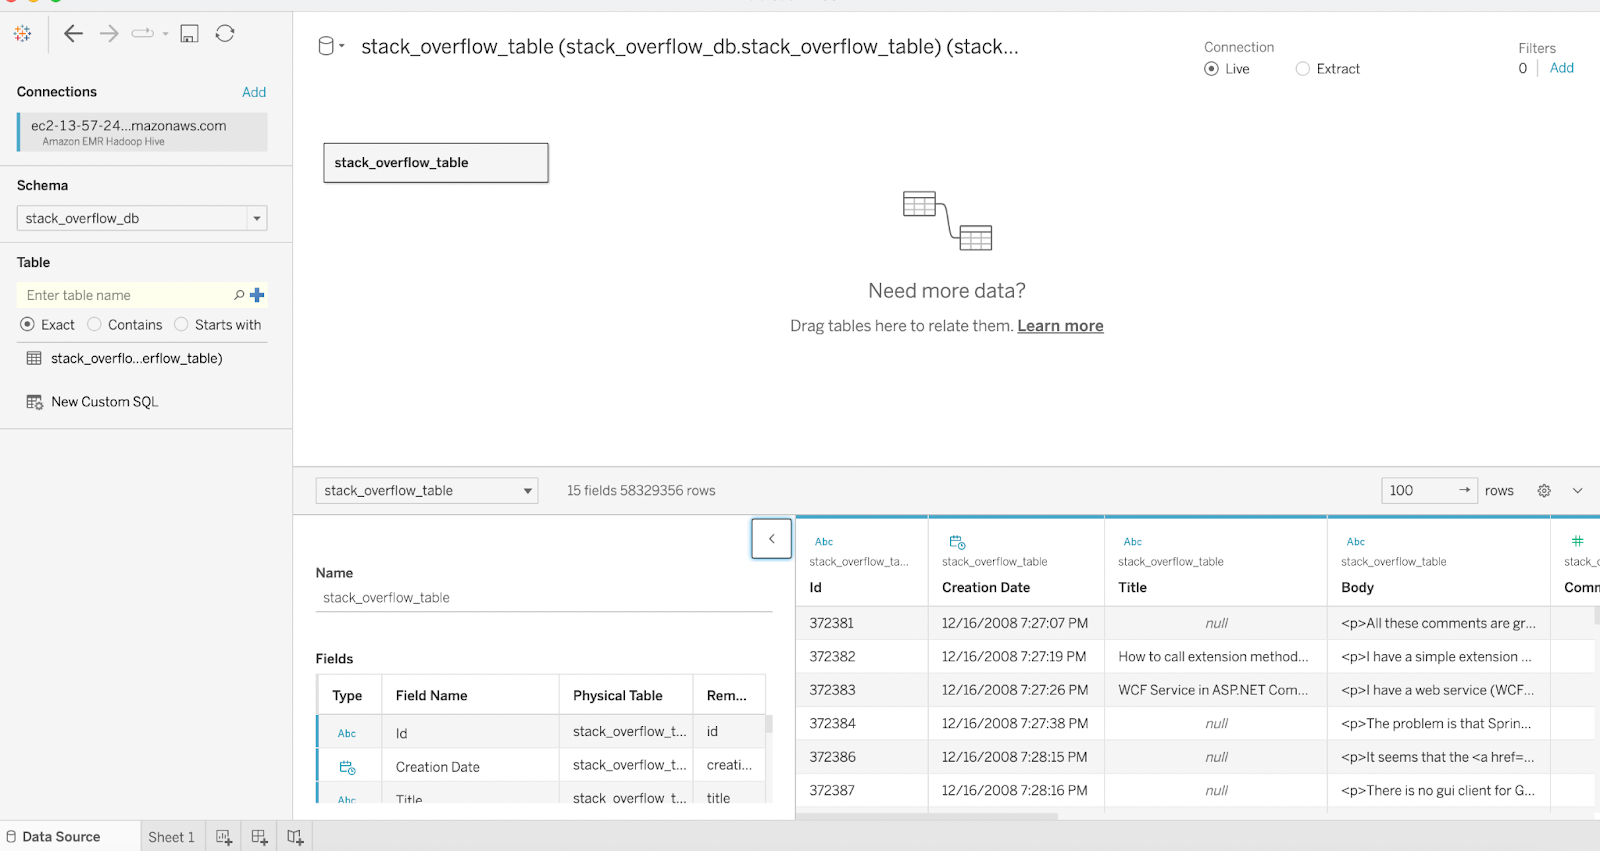 stack_overflow_table (stack_overflow_db.stack_overflow_table) (stack...
Connection
Live
Extract
Filters
0
Add
Connections
Add
ec2-13-57-24...mazonaws.com
Amazon EMR Hadoop Hive
Schema
stack_overflow_db
Table
Enter table name
Exact
Contains
Starts with
stack_overflo...erflow_table)
New Custom SQL
stack_overflow_table
Need more data?
Drag tables here to relate them. Learn more
stack_overflow_table
15 fields 58329356 rows
100
rows
Name
stack_overflow_table
Fields
Type Field Name Physical Table Rem...
Abc Id stack_overflow_t... id
Creation Date stack_overflow_t... creati...
Abc Title stack_overflow_t... title
Abc Abc Abc
stack_overflow_ta... stack_overflow_table stack_overflow_table stack_overflow_table stack_o
Id Creation Date Title Body Comm
372381 12/16/2008 7:27:07 PM null <p>All these comments are gr...
372382 12/16/2008 7:27:19 PM How to call extension method... <p>I have a simple extension ...
372383 12/16/2008 7:27:26 PM WCF Service in ASP.NET Com... <p>I have a web service (WCF...
372384 12/16/2008 7:27:38 PM null <p>The problem is that Sprin...
372386 12/16/2008 7:28:15 PM null <p>It seems that the <a href=...
372387 12/16/2008 7:28:16 PM null <p>There is no gui client for G...
Data Source
Sheet 1